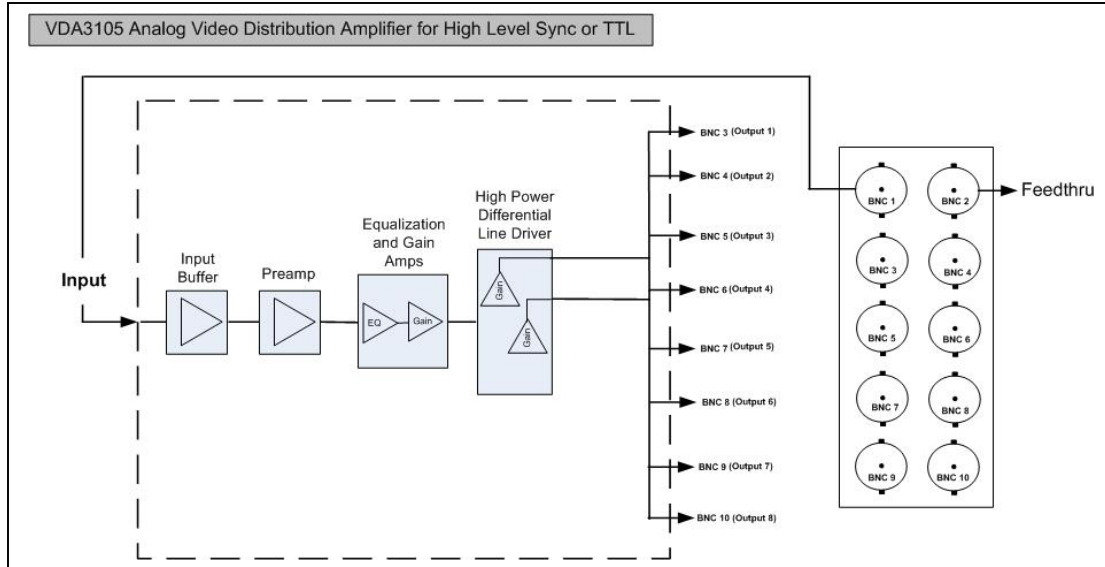 VDA3105 Analog Video Distribution Amplifier for High Level Sync or TTL
Input
Input
Buffer
Preamp
Equalization
and Gain
Amps
EQ
Gain
High Power
Differential
Line Driver
Gain
Gain
BNC 3 (Output 1)
BNC 4 (Output 2)
BNC 5 (Output 3)
BNC 6 (Output 4)
BNC 7 (Output 5)
BNC 8 (Output 6)
BNC 9 (Output 7)
BNC 10 (Output 8)
BNC 1
BNC 2
Feedthru
BNC 3
BNC 4
BNC 5
BNC 6
BNC 7
BNC 8
BNC 9
BNC 10